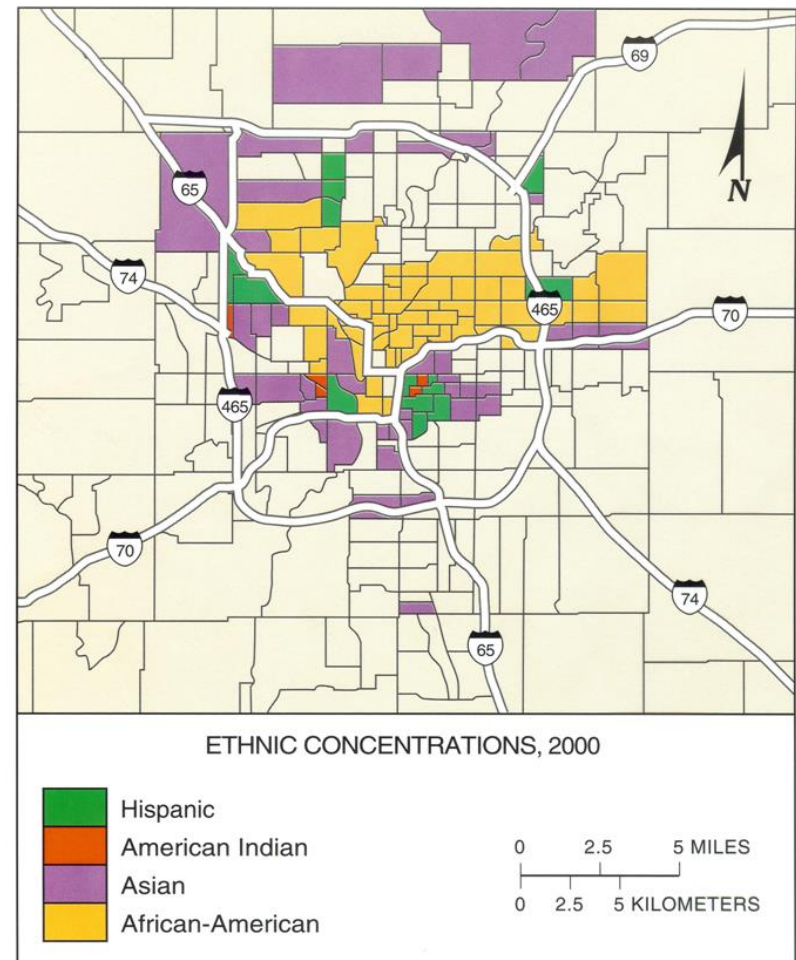 69
N
65
74
465
70
465
70
74
65
ETHNIC CONCENTRATIONS, 2000
Hispanic
American Indian
Asian
African-American
0 2.5 5 MILES
0 2.5 5 KILOMETERS